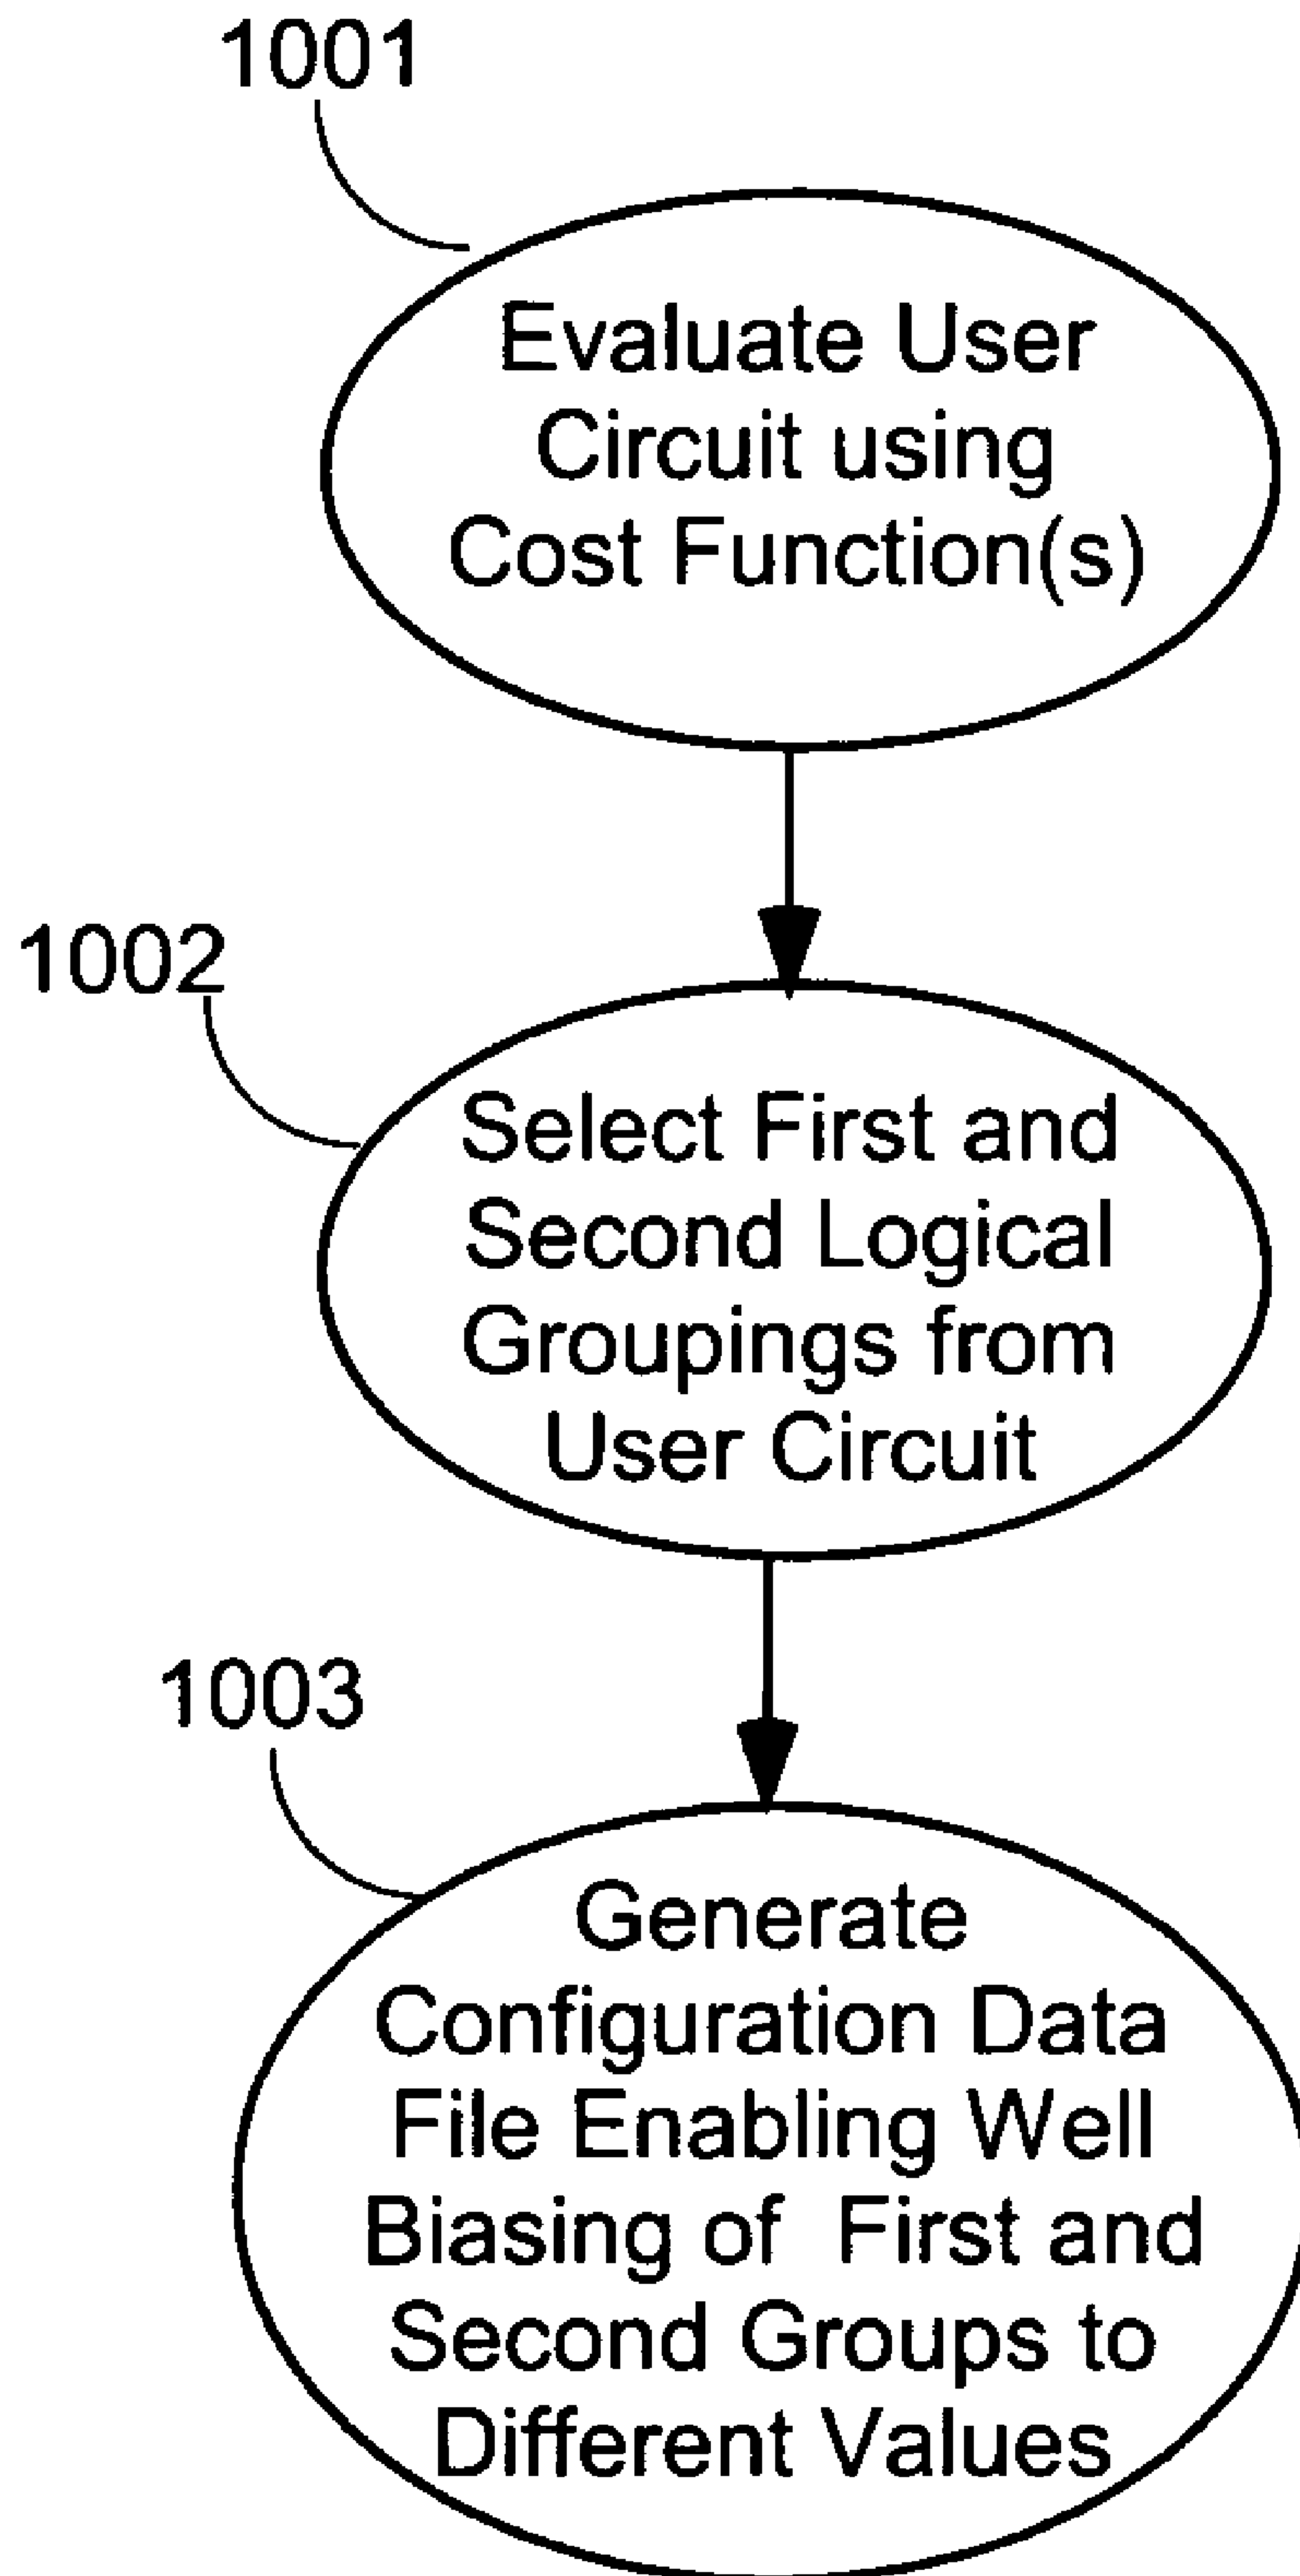 1001
Evaluate User
Circuit using
Cost Function(s)
1002
Select First and
Second Logical
Groupings from
User Circuit
1003
Generate
Configuration Data
File Enabling Well
Biasing of First and
Second Groups to
Different Values